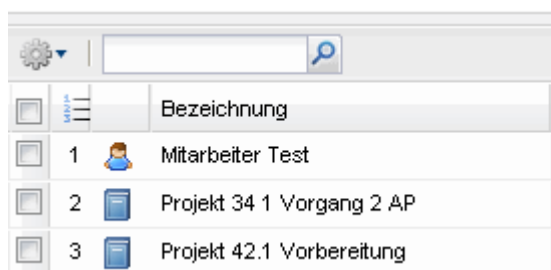 Bezeichnung
1 Mitarbeiter Test
2 Projekt 34 1 Vorgang 2 AP
3 Projekt 42.1 Vorbereitung